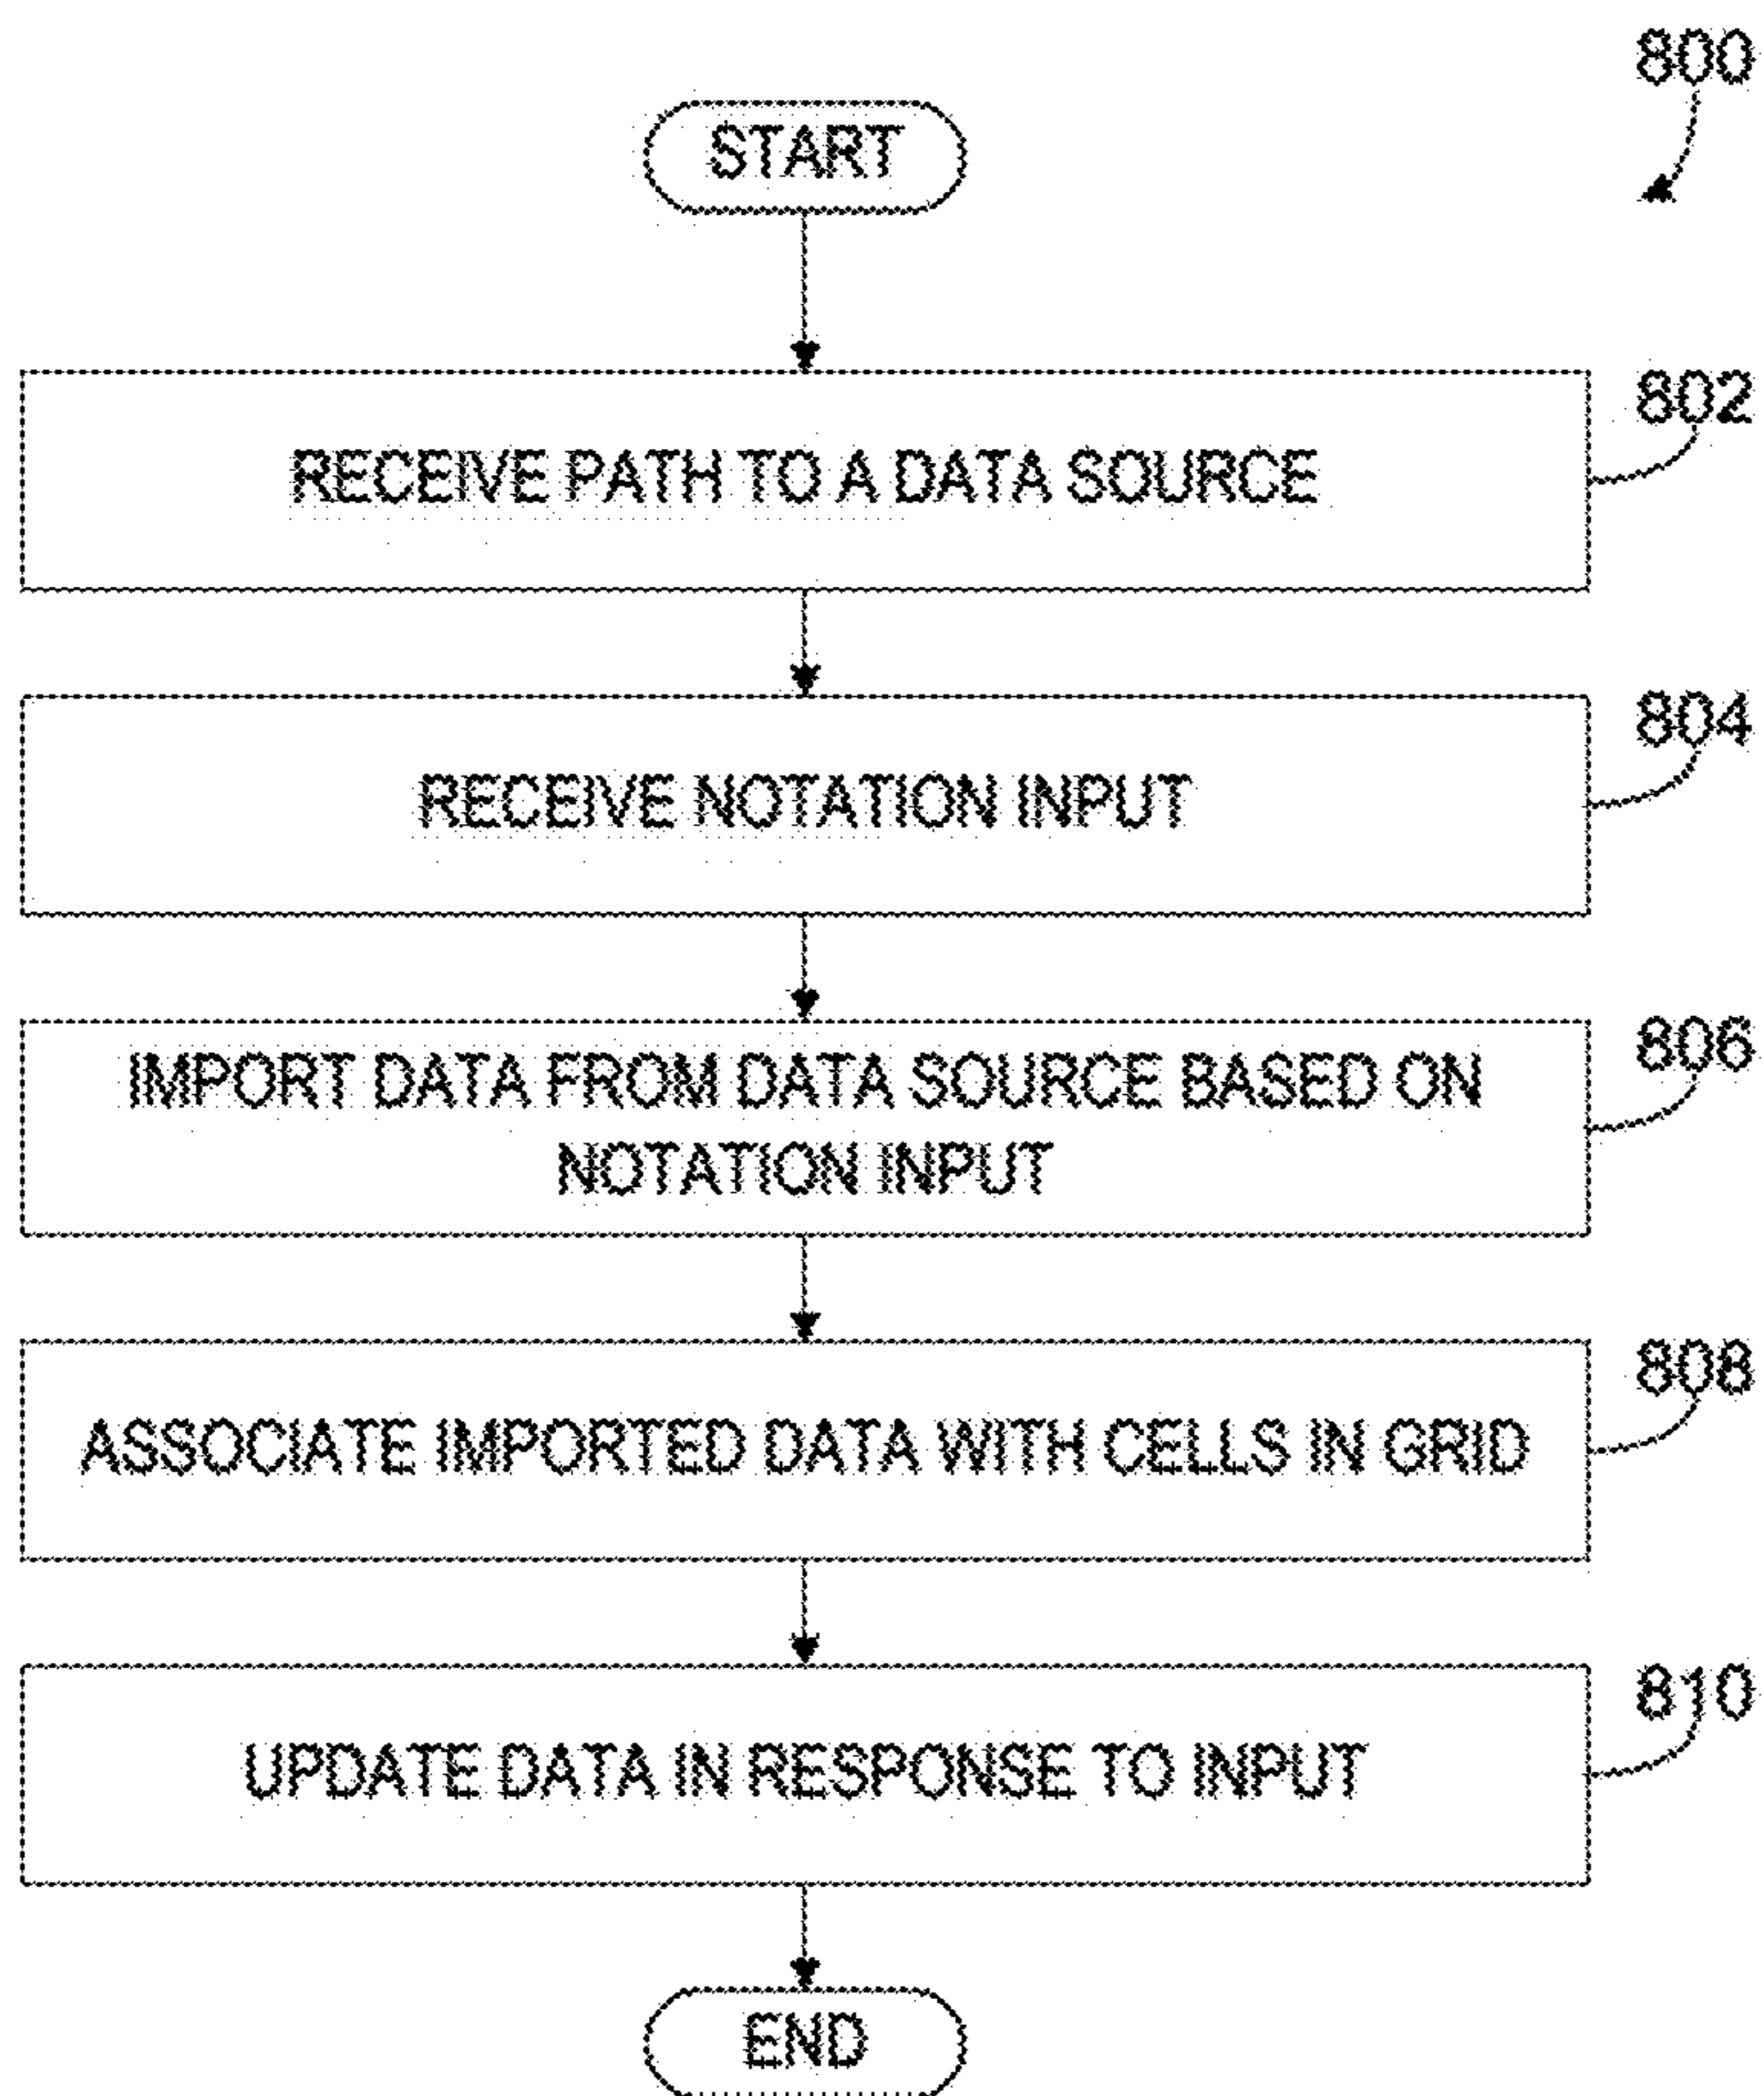 800
START
802
RECEIVE PATH TO A DATA SOURCE
804
RECEIVE NOTATION INPUT
806
IMPORT DATA FROM DATA SOURCE BASED ON
NOTATION INPUT
808
ASSOCIATE IMPORTED DATA WITH CELLS IN GRID
810
UPDATE DATA IN RESPONSE TO INPUT
END